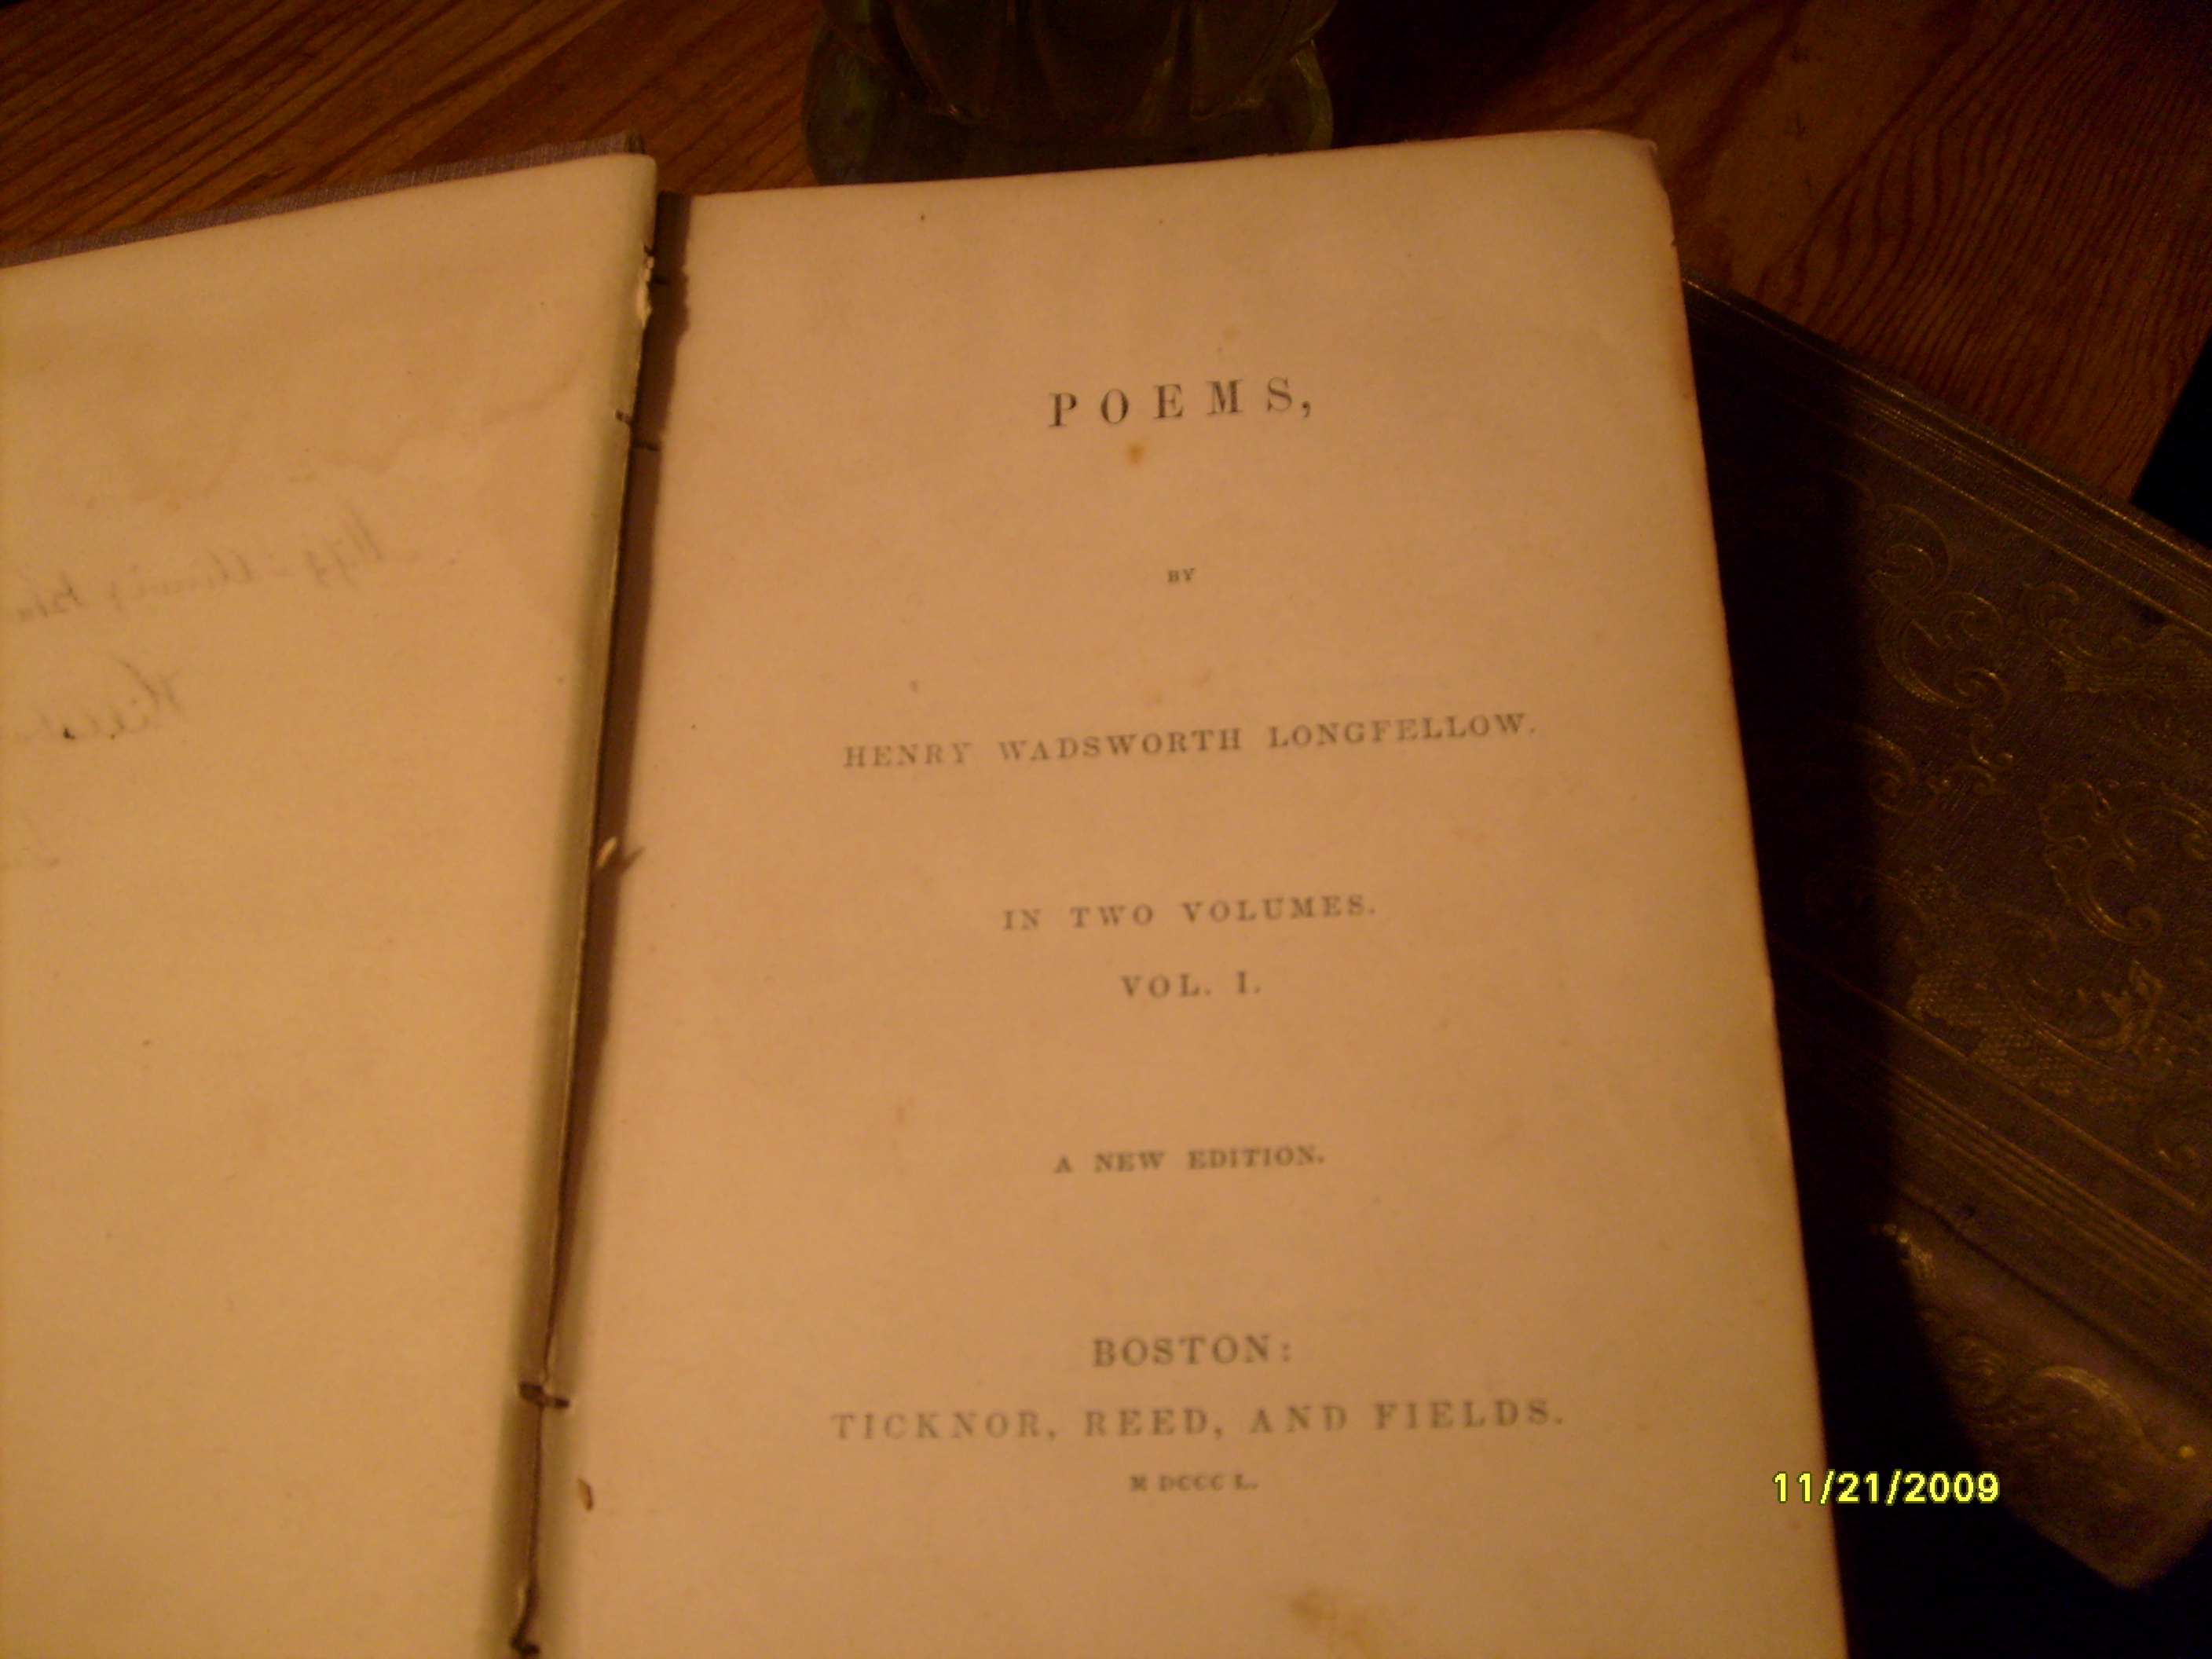 POEMS,
BY
HENRY WADSWORTH LONGFELLOW.
IN TWO VOLUMES.
VOL. I.
A NEW EDITION.
BOSTON:
TICKNOR, REED, AND FIELDS.
M DCCC L.
11/21/2009